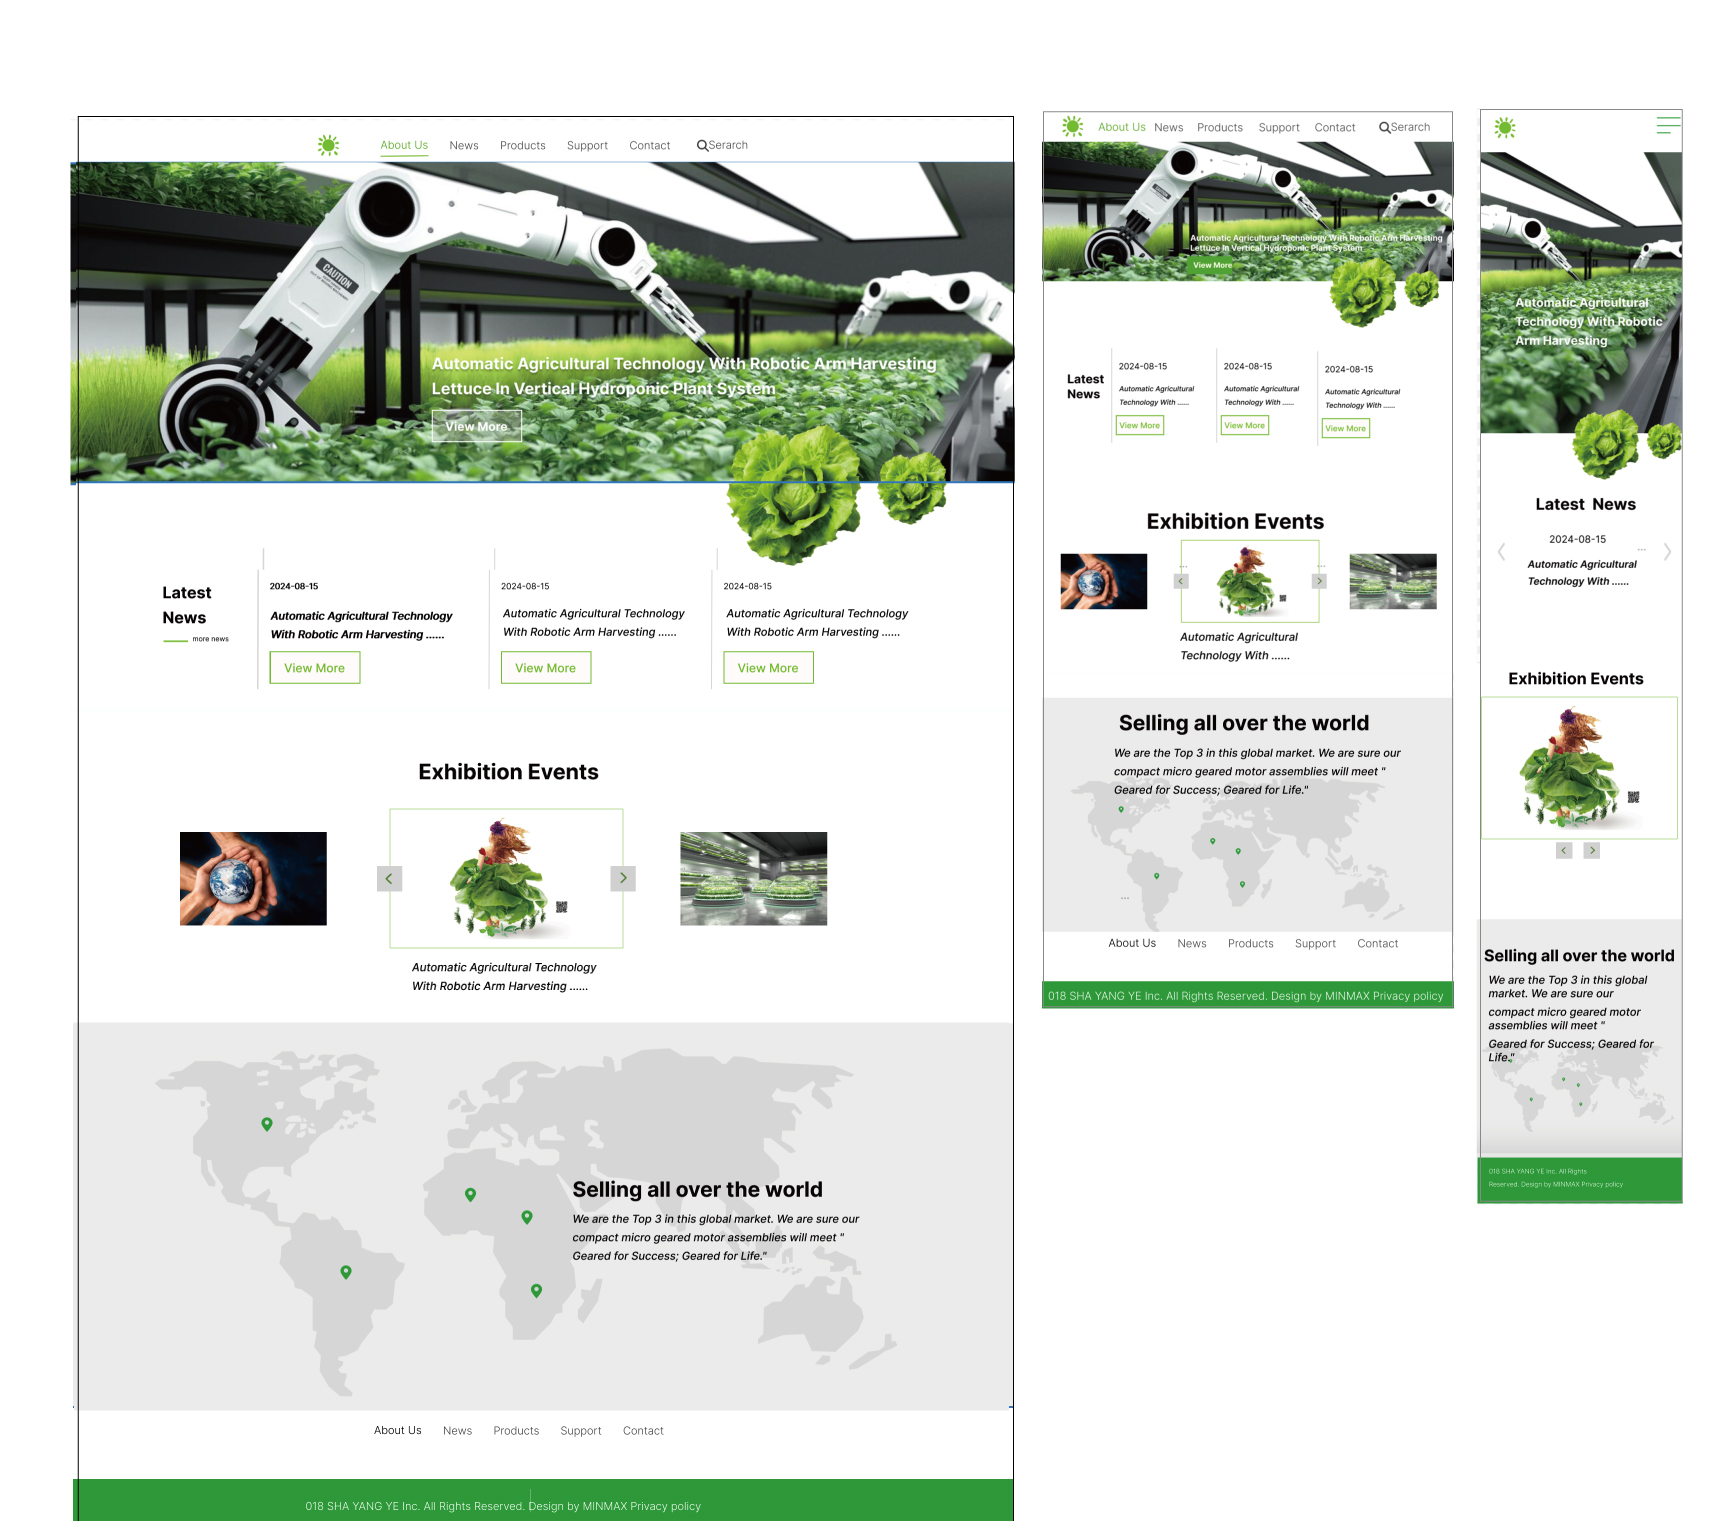 About Us News Products Support Contact Serarch
CAUTION
Automatic Agricultural Technology With Robotic Arm Harvesting
Lettuce In Vertical Hydroponic Plant System
View More
Latest
News
more news
2024-08-15
Automatic Agricultural Technology
With Robotic Arm Harvesting ......
View More
2024-08-15
Automatic Agricultural Technology
With Robotic Arm Harvesting ......
View More
2024-08-15
Automatic Agricultural Technology
With Robotic Arm Harvesting ......
View More
Exhibition Events
Automatic Agricultural Technology
With Robotic Arm Harvesting ......
Selling all over the world
We are the Top 3 in this global market. We are sure our
compact micro geared motor assemblies will meet "
Geared for Success; Geared for Life."
About Us News Products Support Contact
018 SHA YANG YE Inc. All Rights Reserved. Design by MINMAX Privacy policy
About Us News Products Support Contact Serarch
Automatic Agricultural Technology With Robotic Arm Harvesting
Lettuce In Vertical Hydroponic Plant System
View More
Latest
News
2024-08-15
Automatic Agricultural
Technology With ......
View More
2024-08-15
Automatic Agricultural
Technology With ......
View More
2024-08-15
Automatic Agricultural
Technology With ......
View More
Exhibition Events
...
...
Automatic Agricultural
Technology With ......
Selling all over the world
We are the Top 3 in this global market. We are sure our
compact micro geared motor assemblies will meet "
Geared for Success; Geared for Life."
...
About Us News Products Support Contact
018 SHA YANG YE Inc. All Rights Reserved. Design by MINMAX Privacy policy
Automatic Agricultural
Technology With Robotic
Arm Harvesting
Latest News
2024-08-15
...
Automatic Agricultural
Technology With ......
Exhibition Events
Selling all over the world
We are the Top 3 in this global
market. We are sure our
compact micro geared motor
assemblies will meet "
Geared for Success; Geared for
Life."
018 SHA YANG YE Inc. All Rights
Reserved. Design by MINMAX Privacy policy